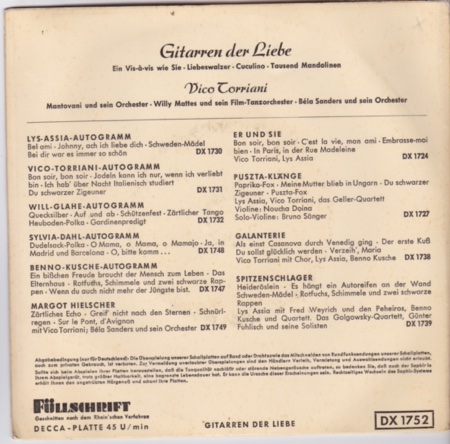 Gitarren der Liebe
Ein Vis-à-vis wie Sie · Liebeswalzer · Cuculino · Tausend Mandolinen
Vico Torriani
Mantovani und sein Orchester · Willy Mattes und sein Film-Tanzorchester · Béla Sanders und sein Orchester
LYS-ASSIA-AUTOGRAMM
Bel ami · Johnny, ach ich liebe dich · Schweden-Mädel
Bei dir war es immer so schön DX 1730
VICO-TORRIANI-AUTOGRAMM
Bon soir, bon soir · Jodeln kann ich nur, wenn ich verliebt
bin · Ich hab' über Nacht Italienisch studiert
Du schwarzer Zigeuner DX 1731
WILL-GLAHE-AUTOGRAMM
Quecksilber · Auf und ab · Schützenfest · Zärtlicher Tango
Heuboden-Polka · Gardinenpredigt DX 1732
SYLVIA-DAHL-AUTOGRAMM
Dudelsack-Polka · O Mama, o Mama, o Mamajo · Ja, in
Madrid und Barcelona · O, bitte komm . . . DX 1748
BENNO-KUSCHE-AUTOGRAMM
Ein bißchen Freude braucht der Mensch zum Leben · Das
Elternhaus · Rotfuchs, Schimmele und zwei schwarze Rap-
pen · Wenn du auch nicht mehr der Jüngste bist. DX 1747
MARGOT HIELSCHER
Zärtliches Echo · Greif' nicht nach den Sternen · Schnüri-
regen · Sur le Pont, d'Avignon
mit Vico Torriani; Béla Sanders und sein Orchester DX 1749
ER UND SIE
Bon soir, bon soir · C'est la vie, mon ami · Embrasse-moi
bien · In Paris, in der Rue Madeleine
Vico Torriani, Lys Assia DX 1724
PUSZTA-KLÄNGE
Paprika-Fox · Meine Mutter blieb in Ungarn · Du schwarzer
Zigeuner · Puszta-Fox
Lys Assia, Vico Torriani, das Geller-Quartett
Violine: Noucha Doina
Solo-Violine: Bruno Sänger DX 1727
GALANTERIE
Als einst Casanova durch Venedig ging · Der erste Kuß
Du sollst glücklich werden · Verzeih', Maria
Vico Torriani mit Chor, Lys Assia, Benno Kusche DX 1738
SPITZENSCHLAGER
Heideröslein · Es hängt ein Autoreifen an der Wand
Schweden-Mädel · Rotfuchs, Schimmele und zwei schwarze
Rappen
Lys Assia mit Fred Weyrich und den Peheiros, Benno
Kusche und Quartett. Das Golgowsky-Quartett, Günter
Fuhlisch und seine Solisten DX 1739
FÜLLSCHRIFT
Geschnitten nach dem Rhein'schen Verfahren
DECCA-PLATTE 45 U/min
GITARREN DER LIEBE
DX 1752